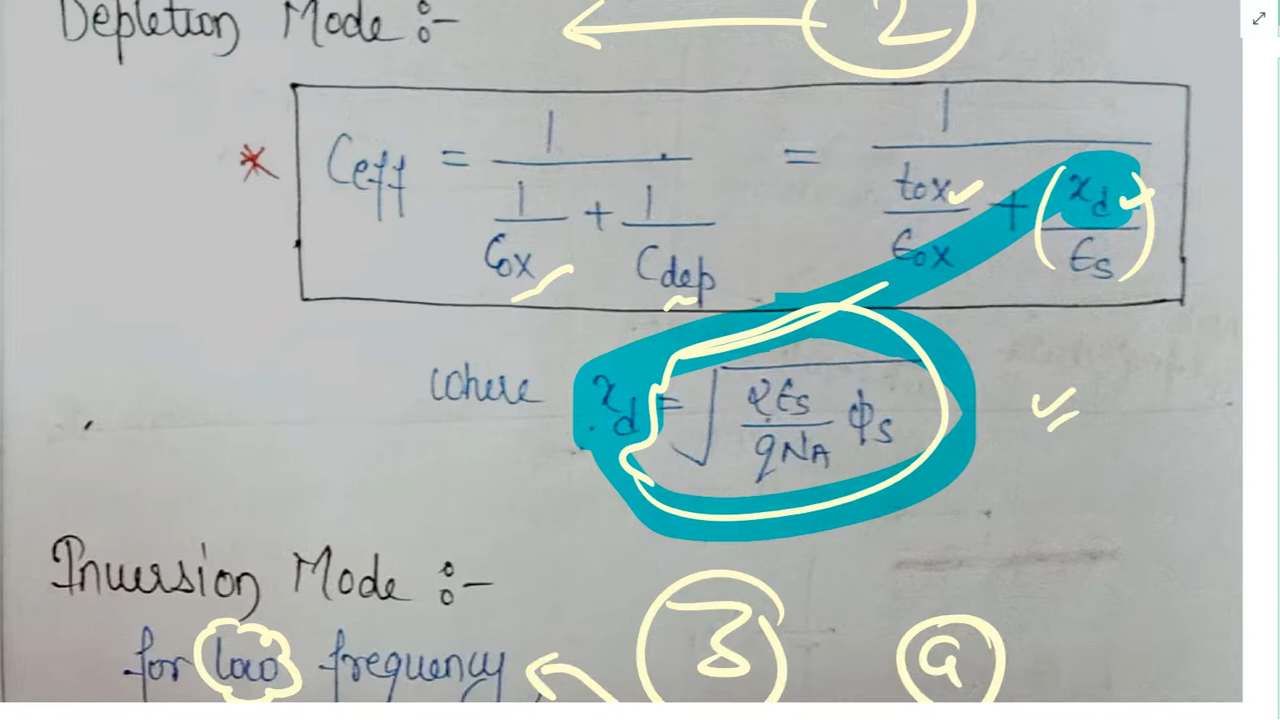 Depletion Mode :-
2
* Ceff = 1 / (1/Cox + 1/Cdep) = 1 / (tox/ϵox + (xd/ϵs))
where xd = √(2ϵs/qNA ϕs)
Inversion Mode :-
3 a
for low frequency